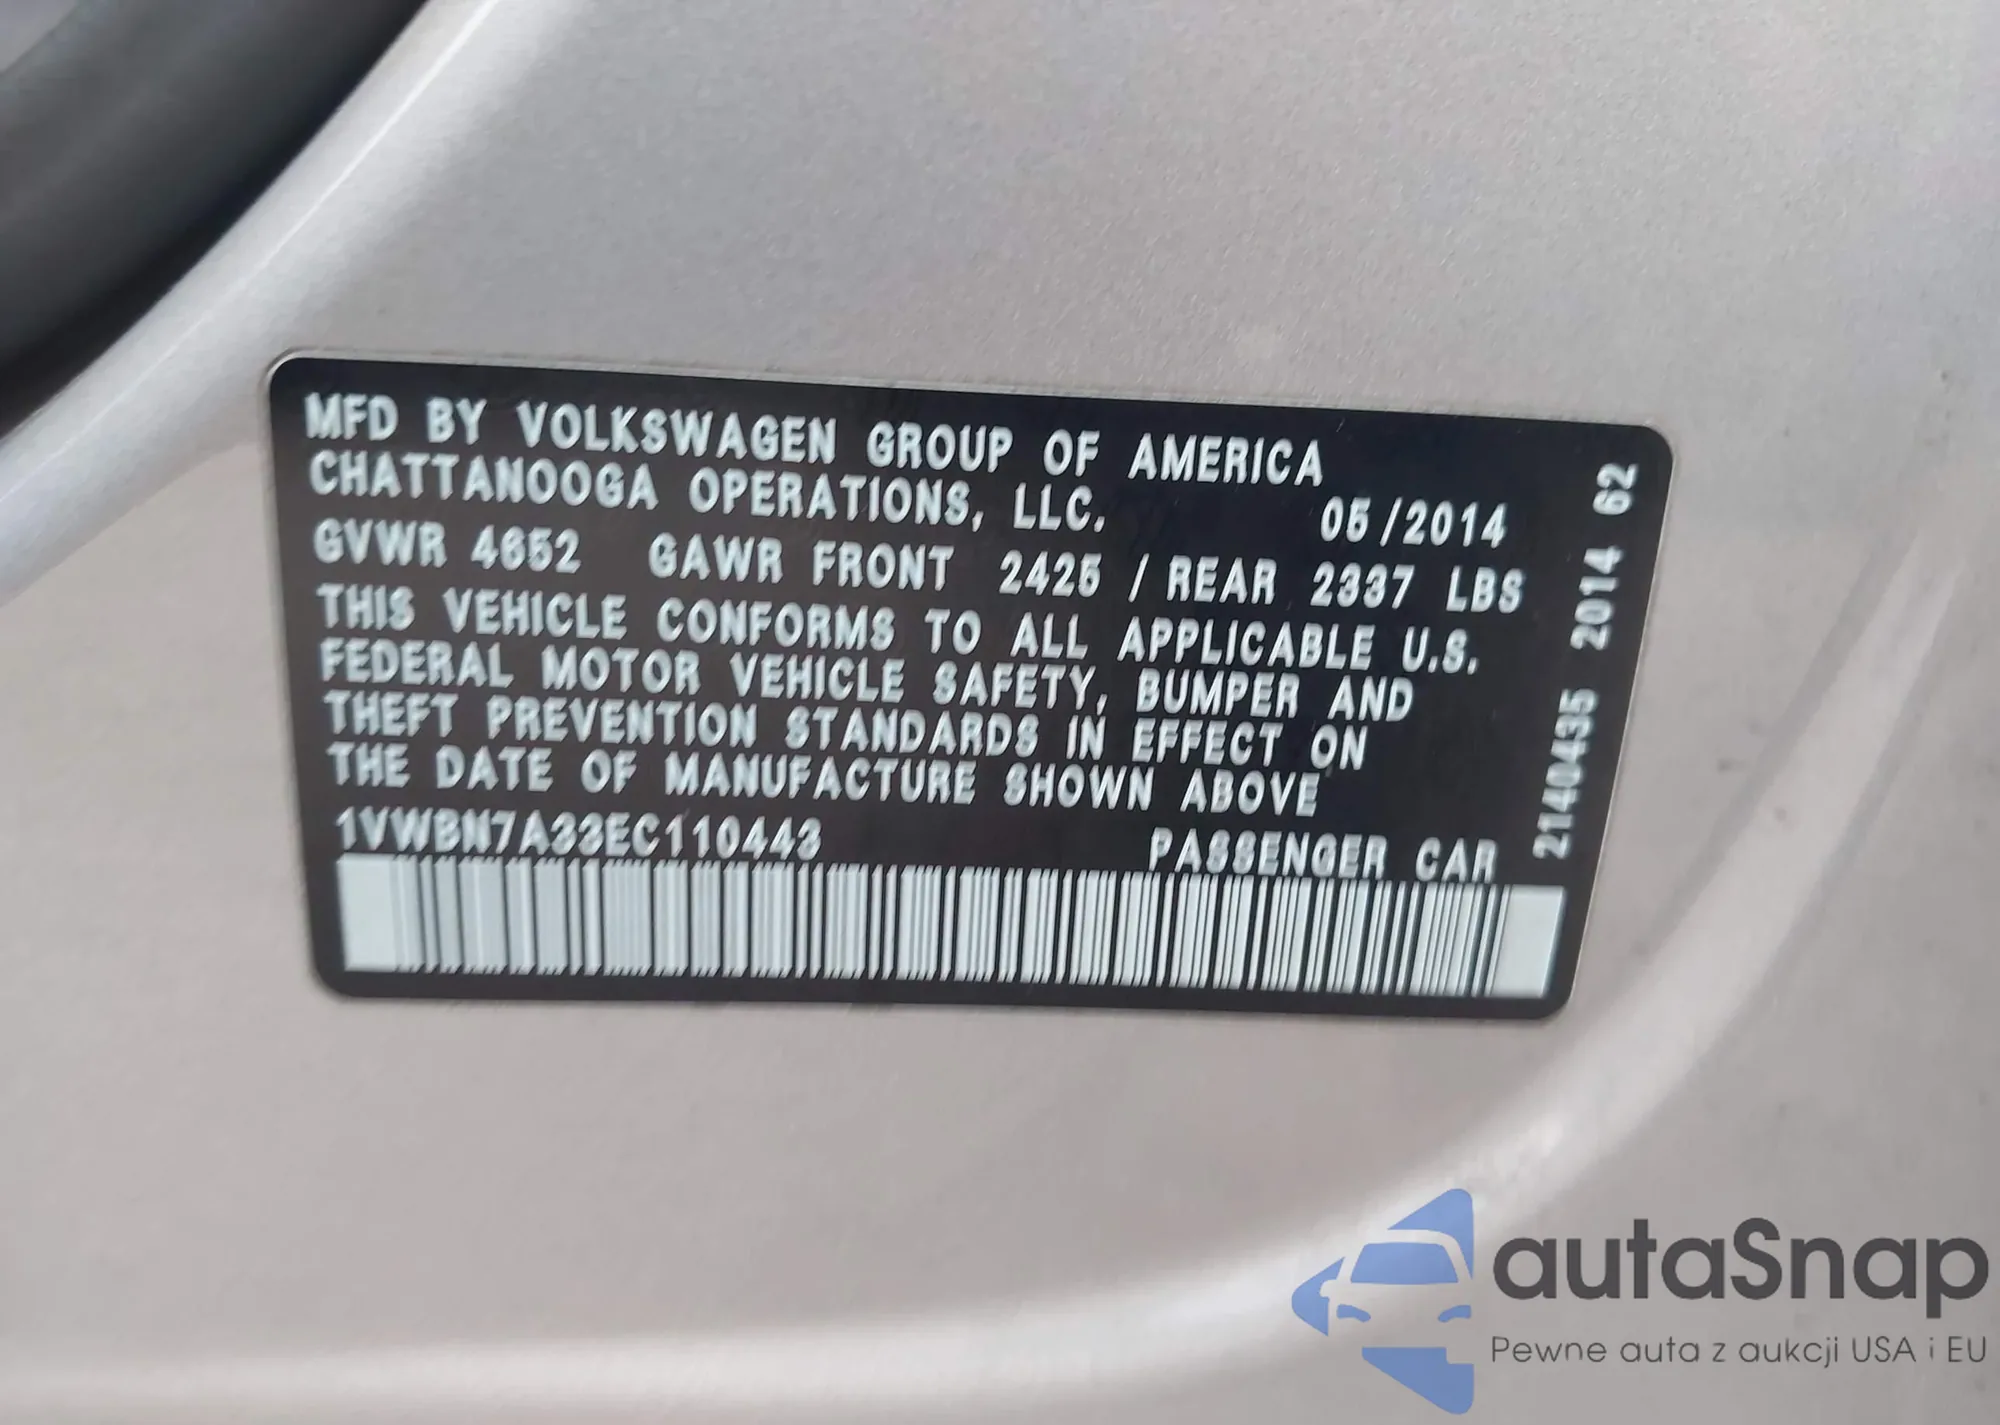 MFD BY VOLKSWAGEN GROUP OF AMERICA
CHATTANOOGA OPERATIONS, LLC.
05/2014
GVWR 4652 GAWR FRONT 2425 / REAR 2337 LBS
THIS VEHICLE CONFORMS TO ALL APPLICABLE U.S.
FEDERAL MOTOR VEHICLE SAFETY, BUMPER AND
THEFT PREVENTION STANDARDS IN EFFECT ON
THE DATE OF MANUFACTURE SHOWN ABOVE
1VWBN7A33EC110443 PASSENGER CAR
2140435 2014 62
autaSnap
Pewne auta z aukcji USA i EU